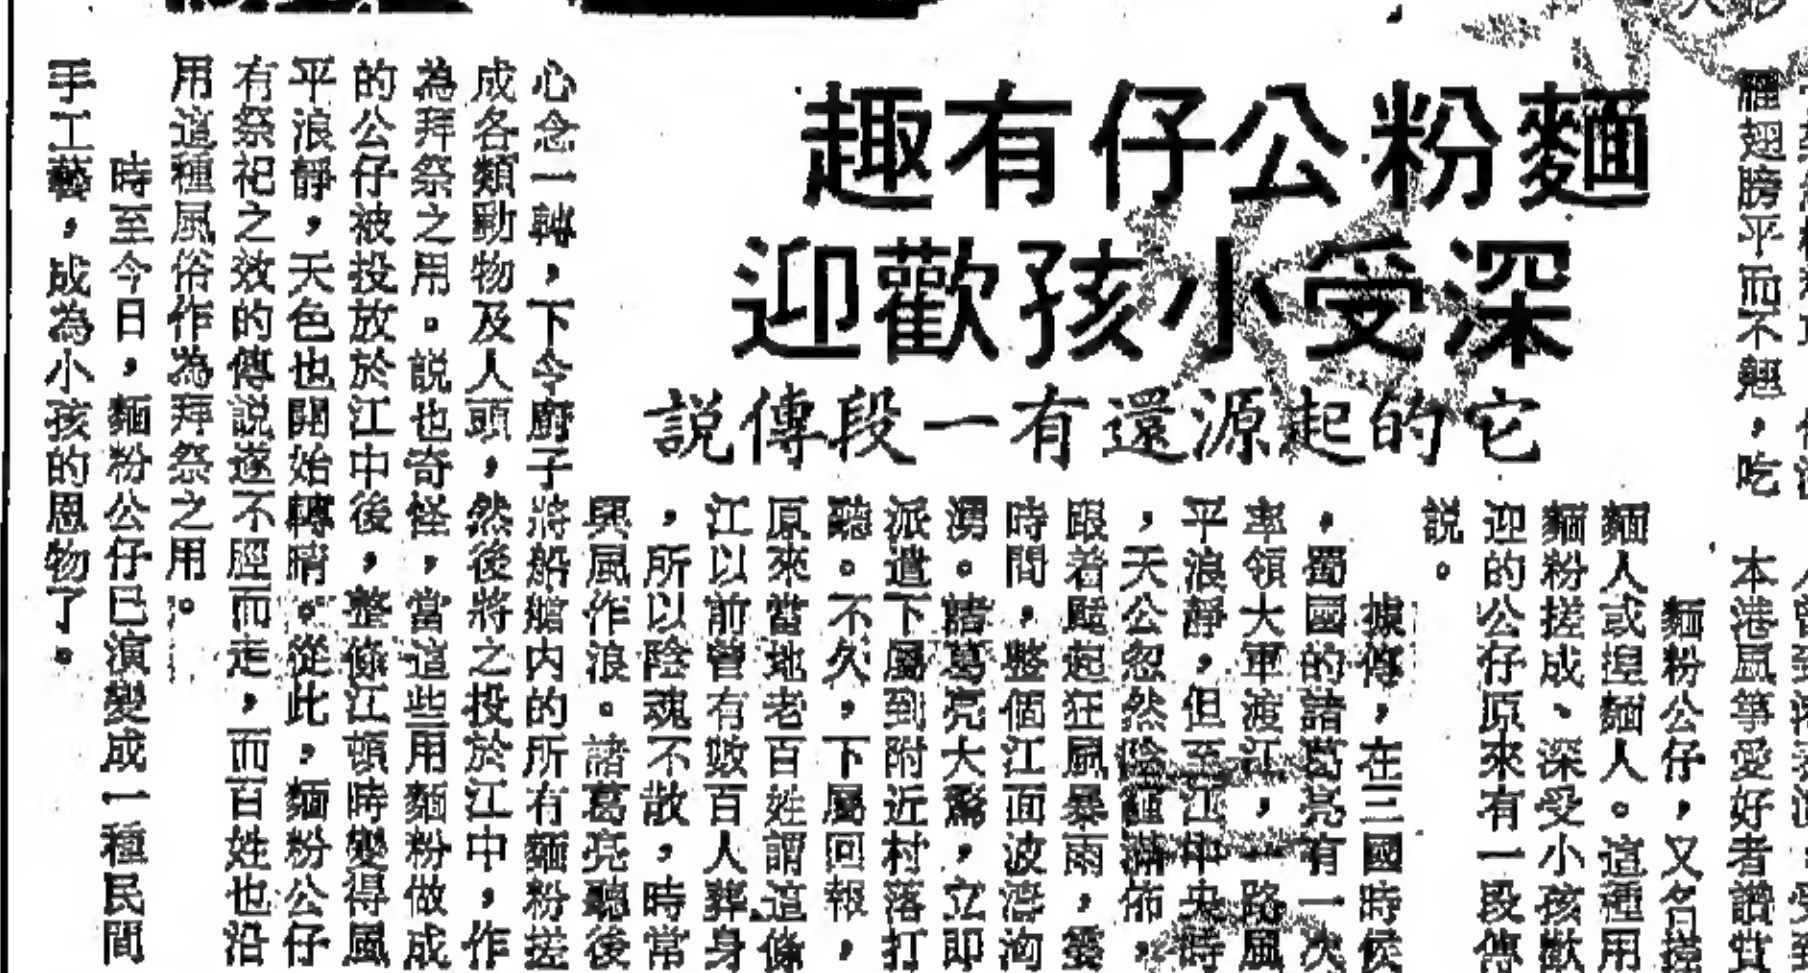 麵粉公仔有趣
深受小孩歡迎
它的起源還有一段傳説
麵粉公仔，又名搓
麵人或捏麵人。這種用
麵粉搓成、深受小孩歡
迎的公仔原來有一段傳
説。
據傳，在三國時候
，蜀國的諸葛亮有一次
率領大軍渡江，一路風
平浪靜，但至江中央時
，天公忽然陰霾滿佈，
跟着颳起狂風暴雨，霎
時間，整個江面波濤洶
湧。諸葛亮大驚，立即
派遣下屬到附近村落打
聽。不久，下屬回報，
原來當地老百姓謂這條
江以前曾有數百人葬身
，所以陰魂不散，時常
興風作浪。諸葛亮聽後
心念一轉，下令廚子將船艙内的所有麵粉搓
成各類動物及人頭，然後將之投於江中，作
為拜祭之用。説也奇怪，當這些用麵粉做成
的公仔被投放於江中後，整條江頓時變得風
平浪靜，天色也開始轉晴。從此，麵粉公仔
有祭祀之效的傳説遂不脛而走，而百姓也沿
用這種風俗作為拜祭之用。
時至今日，麵粉公仔已演變成一種民間
手工藝，成為小孩的恩物了。
種翅膀平而不翹，吃
本港風箏愛好者讚賞